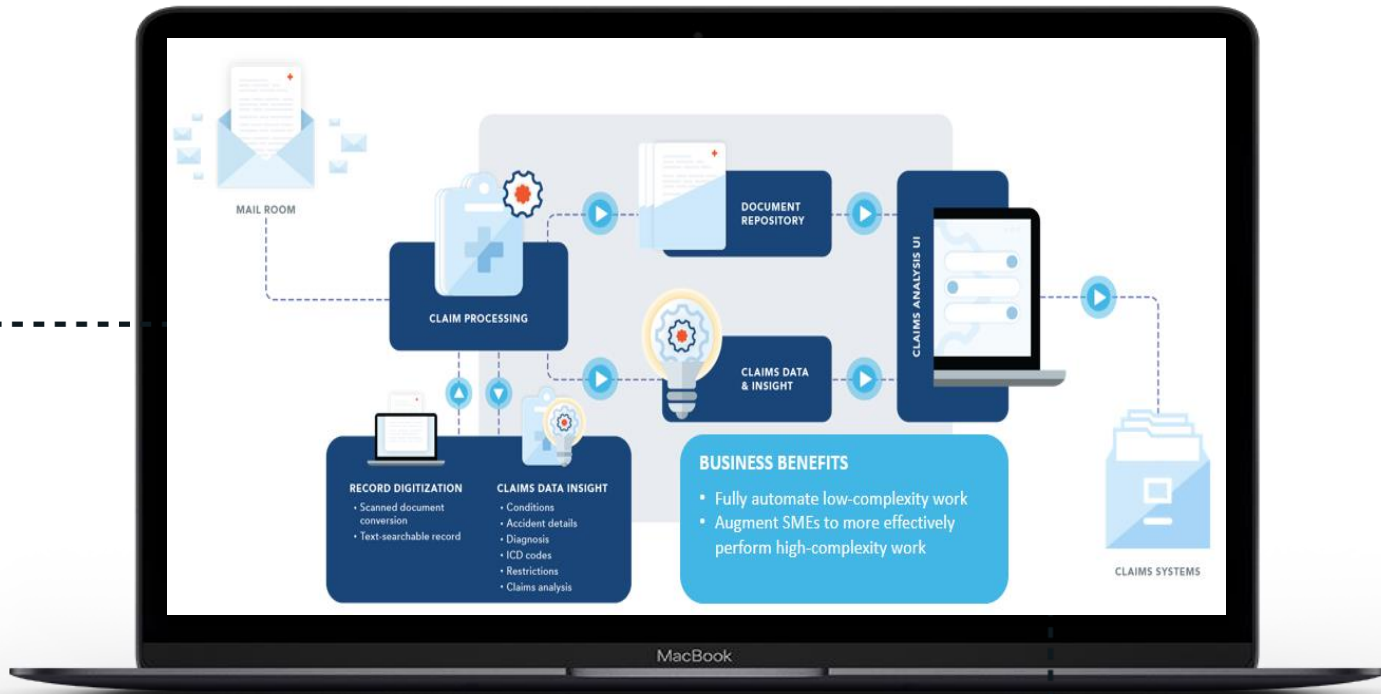 MAIL ROOM
CLAIM PROCESSING
DOCUMENT
REPOSITORY
CLAIMS DATA
& INSIGHT
CLAIMS ANALYSIS UI
RECORD DIGITIZATION
• Scanned document
conversion
• Text-searchable record
CLAIMS DATA INSIGHT
• Conditions
• Accident details
• Diagnosis
• ICD codes
• Restrictions
• Claims analysis
BUSINESS BENEFITS
• Fully automate low-complexity work
• Augment SMEs to more effectively
perform high-complexity work
CLAIMS SYSTEMS
MacBook